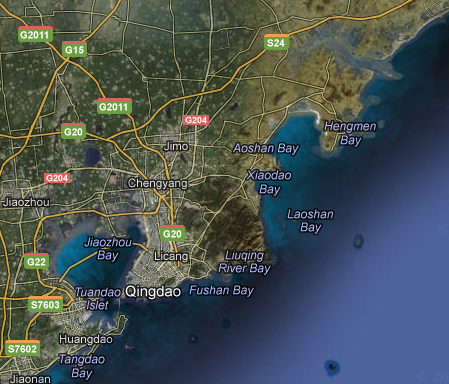 G2011
G15
S24
G2011
G204
G20
Jimo
Hengmen
Bay
Aoshan Bay
G204
Chengyang
Xiaodao
Bay
Jiaozhou
Laoshan
Bay
G20
Jiaozhou
Bay
Licang
Liuqing
River Bay
G22
Tuandao
Islet
Qingdao
Fushan Bay
S7603
Huangdao
S7602
Tangdao
Bay
Jiaonan